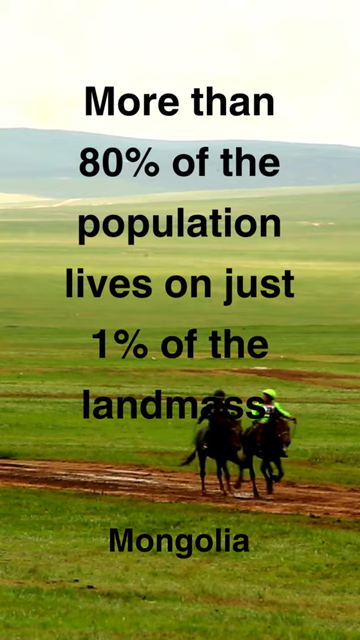 More than
80% of the
population
lives on just
1% of the
landmass.
Mongolia